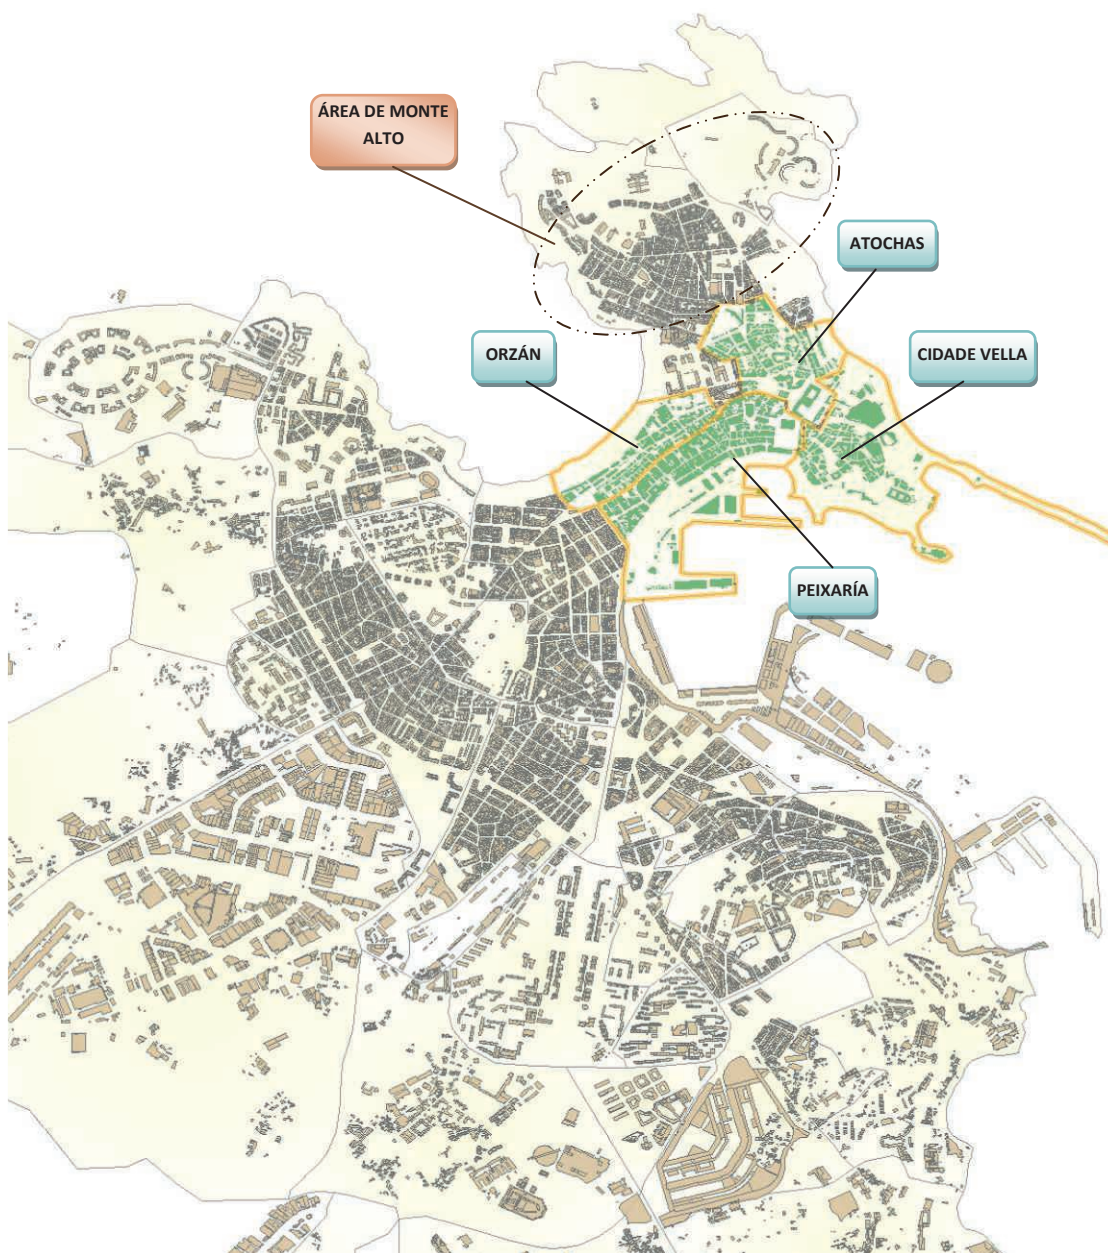 ÁREA DE MONTE
ALTO
ATOCHAS
ORZÁN
CIDADE VELLA
PEIXARÍA